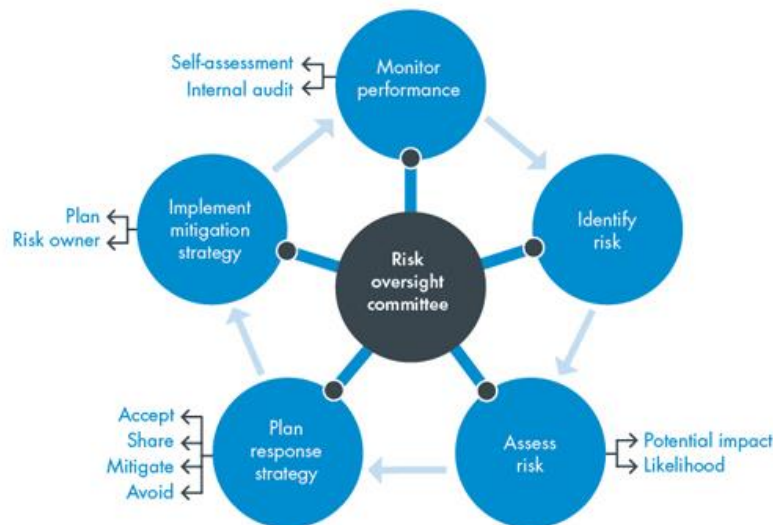 Self-assessment
Internal audit
Monitor
performance
Plan
Risk owner
Implement
mitigation
strategy
Identify
risk
Risk
oversight
committee
Accept
Share
Mitigate
Avoid
Plan
response
strategy
Assess
risk
Potential impact
Likelihood